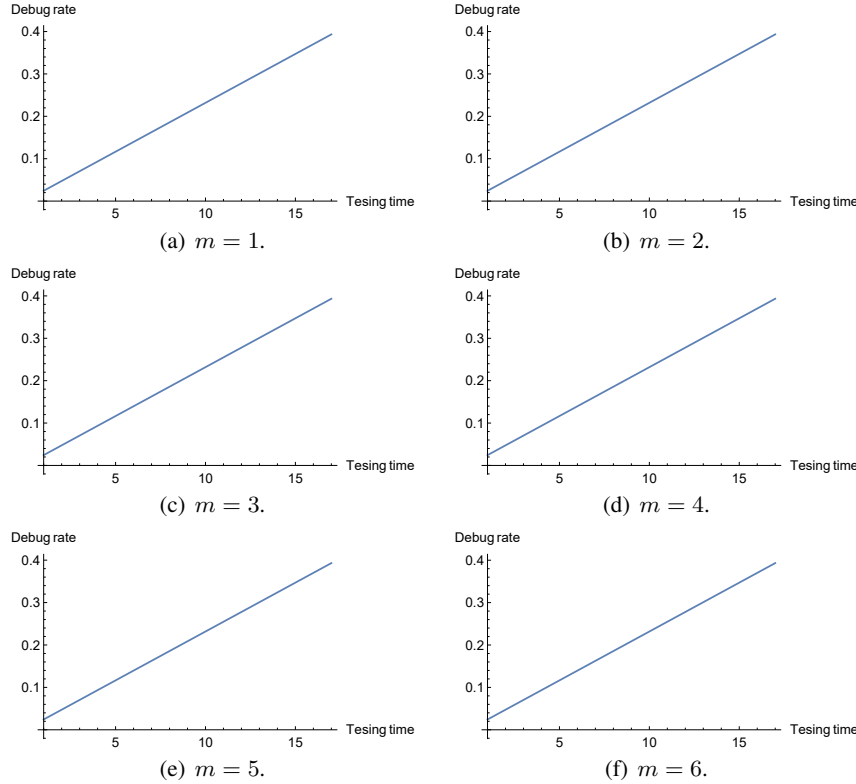 Debug rate
0.4
0.3
0.2
0.1
5 10 15 Tesing time
(a) m = 1.
Debug rate
0.4
0.3
0.2
0.1
5 10 15 Tesing time
(b) m = 2.
Debug rate
0.4
0.3
0.2
0.1
5 10 15 Tesing time
(c) m = 3.
Debug rate
0.4
0.3
0.2
0.1
5 10 15 Tesing time
(d) m = 4.
Debug rate
0.4
0.3
0.2
0.1
5 10 15 Tesing time
(e) m = 5.
Debug rate
0.4
0.3
0.2
0.1
5 10 15 Tesing time
(f) m = 6.